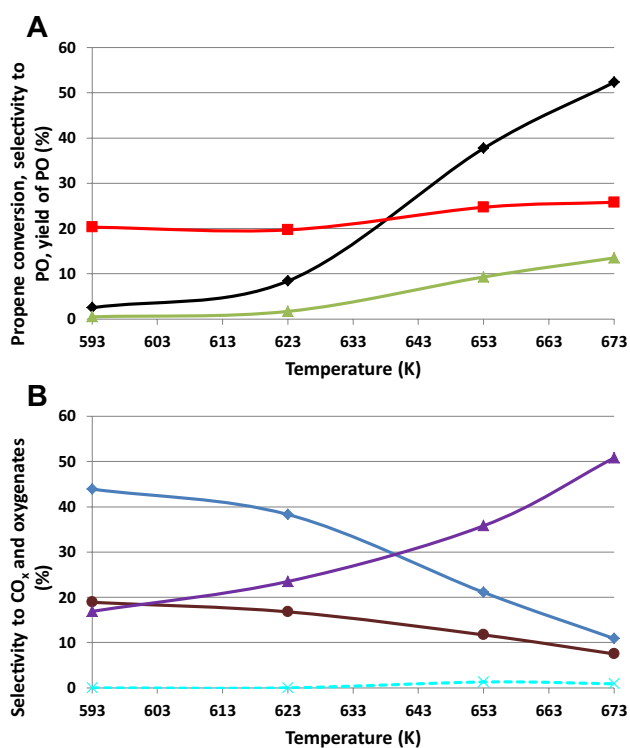 A
Propene conversion, selectivity to
PO, yield of PO (%)
60
50
40
30
20
10
0
593 603 613 623 633 643 653 663 673
Temperature (K)
B
Selectivity to COₓ and oxygenates
(%)
60
50
40
30
20
10
0
593 603 613 623 633 643 653 663 673
Temperature (K)